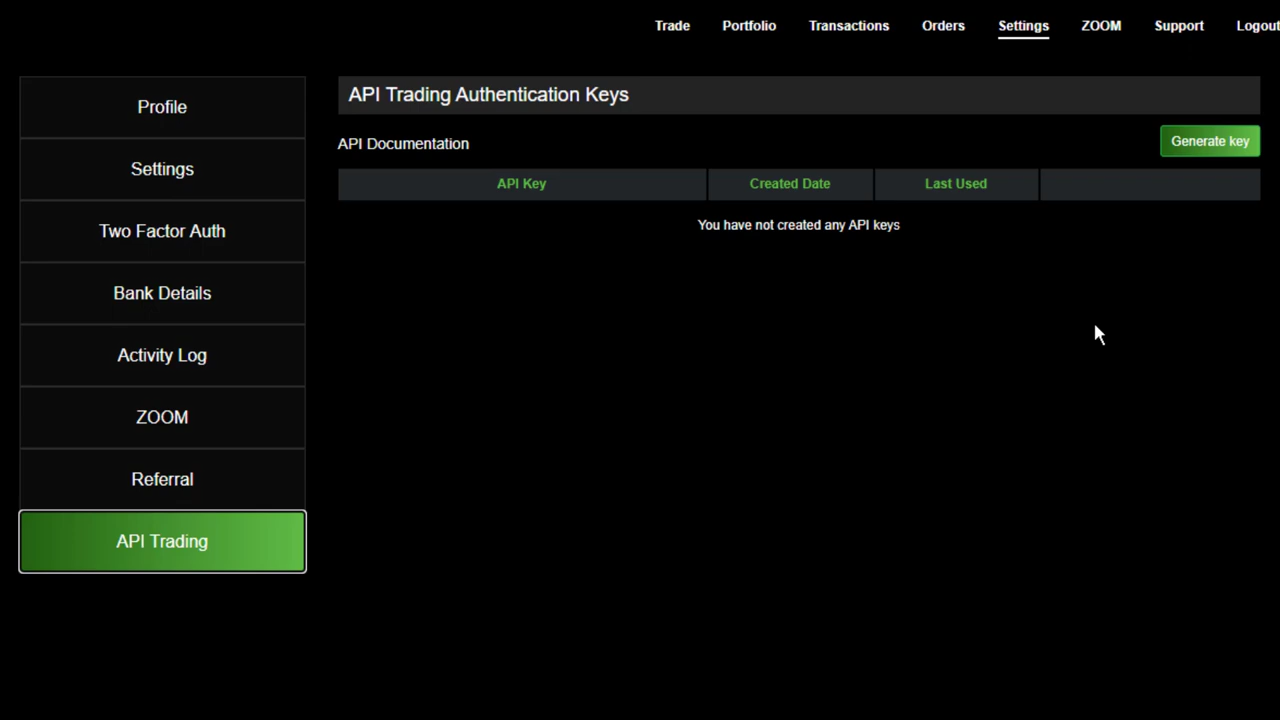 Trade Portfolio Transactions Orders Settings ZOOM Support Logout
Profile
Settings
Two Factor Auth
Bank Details
Activity Log
ZOOM
Referral
API Trading
API Trading Authentication Keys
API Documentation
Generate key
API Key Created Date Last Used
You have not created any API keys